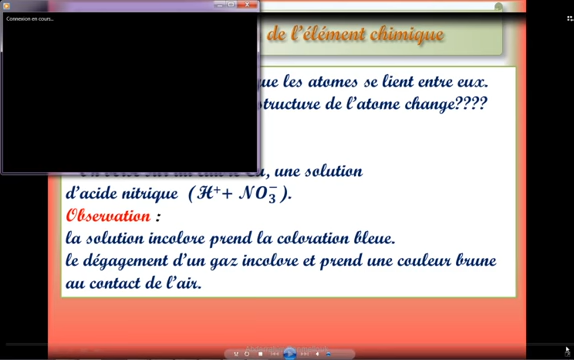 Connexion en cours...
de l'élément chimique
que les atomes se lient entre eux.
structure de l'atome change????
une solution
d'acide nitrique (H⁺+ NO₃⁻).
Observation :
la solution incolore prend la coloration bleue.
le dégagement d'un gaz incolore et prend une couleur brune
au contact de l'air.